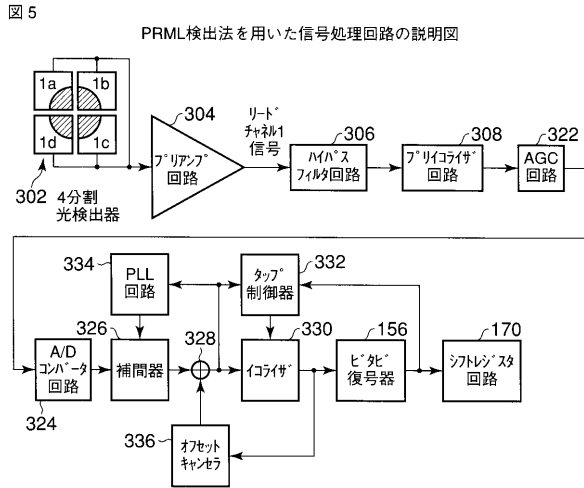 図5
PRML検出法を用いた信号処理回路の説明図
1a
1b
1d
1c
302
4分割
光検出器
304
プリアンプ
回路
リード
チャネル1
信号
306
ハイパス
フィルタ回路
308
プリイコライザ
回路
322
AGC
回路
334
PLL
回路
332
タップ
制御器
A/D
コンバータ
回路
324
326
補間器
328
330
イコライザ
156
ビタビ
復号器
170
シフトレジスタ
回路
336
オフセット
キャンセラ